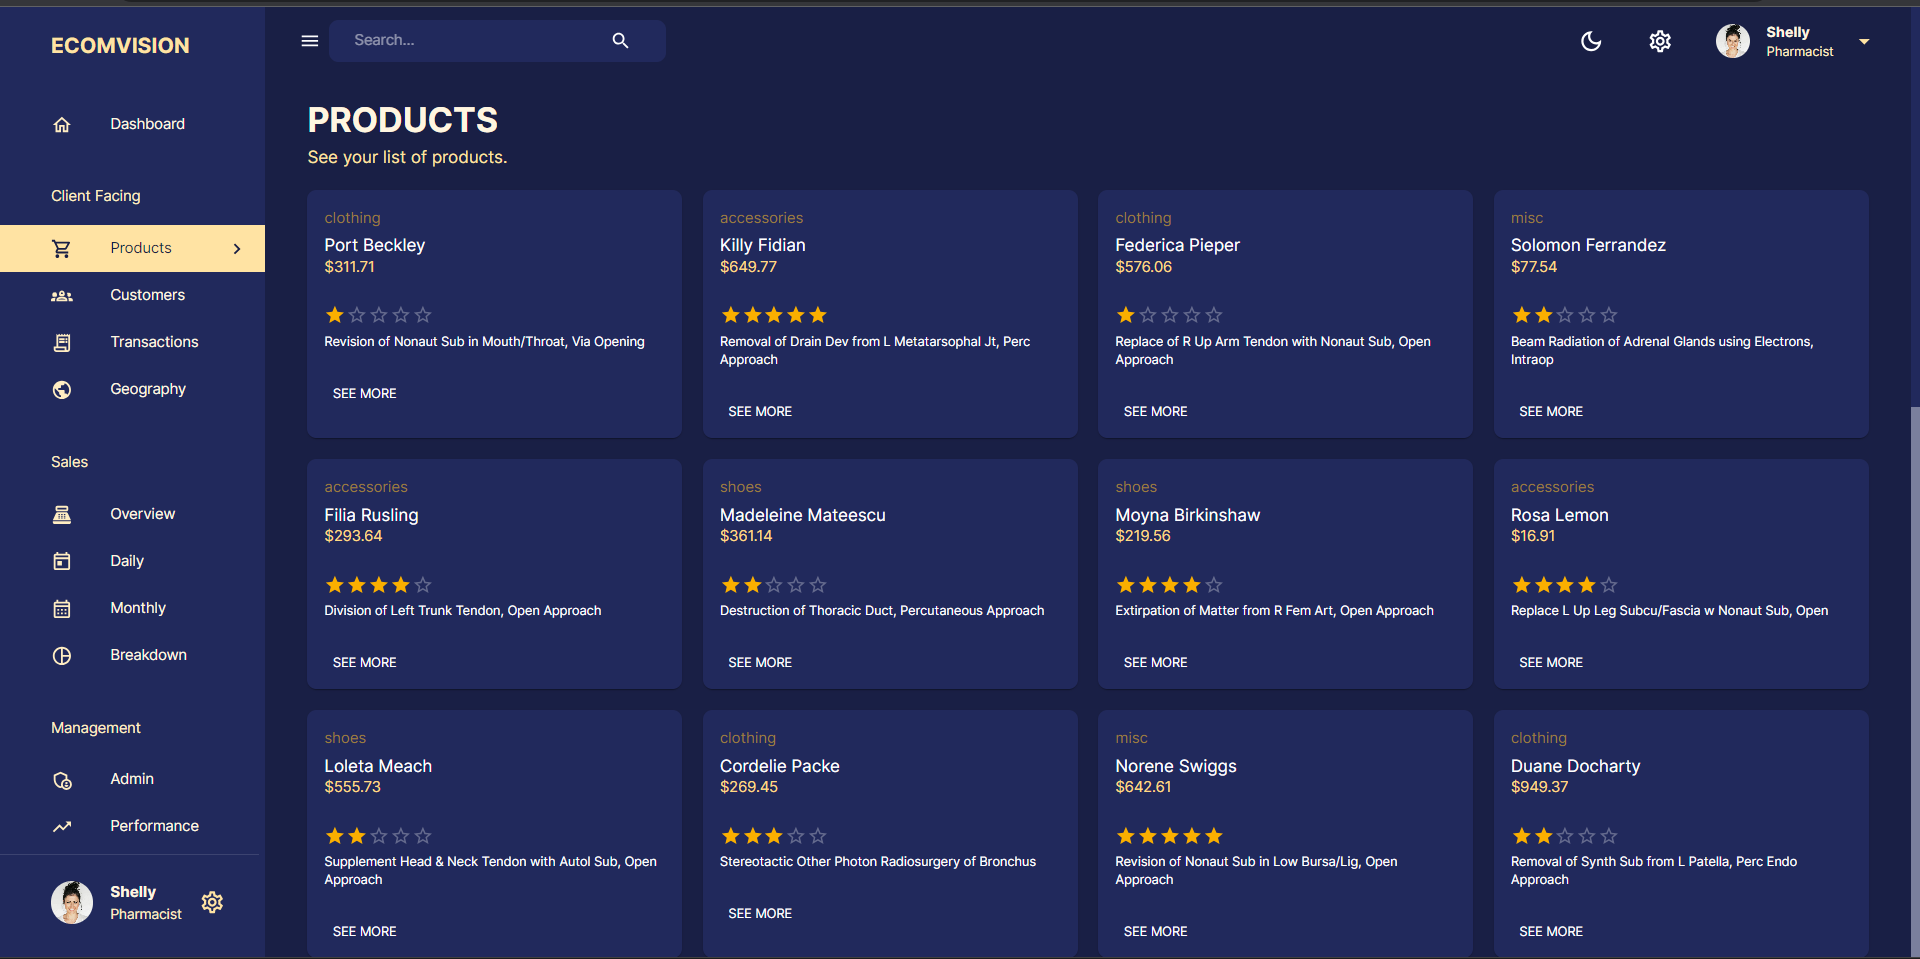 ECOMVISION
Dashboard
Client Facing
Products
Customers
Transactions
Geography
Sales
Overview
Daily
Monthly
Breakdown
Management
Admin
Performance
Shelly
Pharmacist
Search...
Shelly
Pharmacist
PRODUCTS
See your list of products.
clothing
Port Beckley
$311.71
Revision of Nonaut Sub in Mouth/Throat, Via Opening
SEE MORE
accessories
Killy Fidian
$649.77
Removal of Drain Dev from L Metatarsophal Jt, Perc
Approach
SEE MORE
clothing
Federica Pieper
$576.06
Replace of R Up Arm Tendon with Nonaut Sub, Open
Approach
SEE MORE
misc
Solomon Ferrandez
$77.54
Beam Radiation of Adrenal Glands using Electrons,
Intraop
SEE MORE
accessories
Filia Rusling
$293.64
Division of Left Trunk Tendon, Open Approach
SEE MORE
shoes
Madeleine Mateescu
$361.14
Destruction of Thoracic Duct, Percutaneous Approach
SEE MORE
shoes
Moyna Birkinshaw
$219.56
Extirpation of Matter from R Fem Art, Open Approach
SEE MORE
accessories
Rosa Lemon
$16.91
Replace L Up Leg Subcu/Fascia w Nonaut Sub, Open
SEE MORE
shoes
Loleta Meach
$555.73
Supplement Head & Neck Tendon with Autol Sub, Open
Approach
SEE MORE
clothing
Cordelie Packe
$269.45
Stereotactic Other Photon Radiosurgery of Bronchus
SEE MORE
misc
Norene Swiggs
$642.61
Revision of Nonaut Sub in Low Bursa/Lig, Open
Approach
SEE MORE
clothing
Duane Docharty
$949.37
Removal of Synth Sub from L Patella, Perc Endo
Approach
SEE MORE